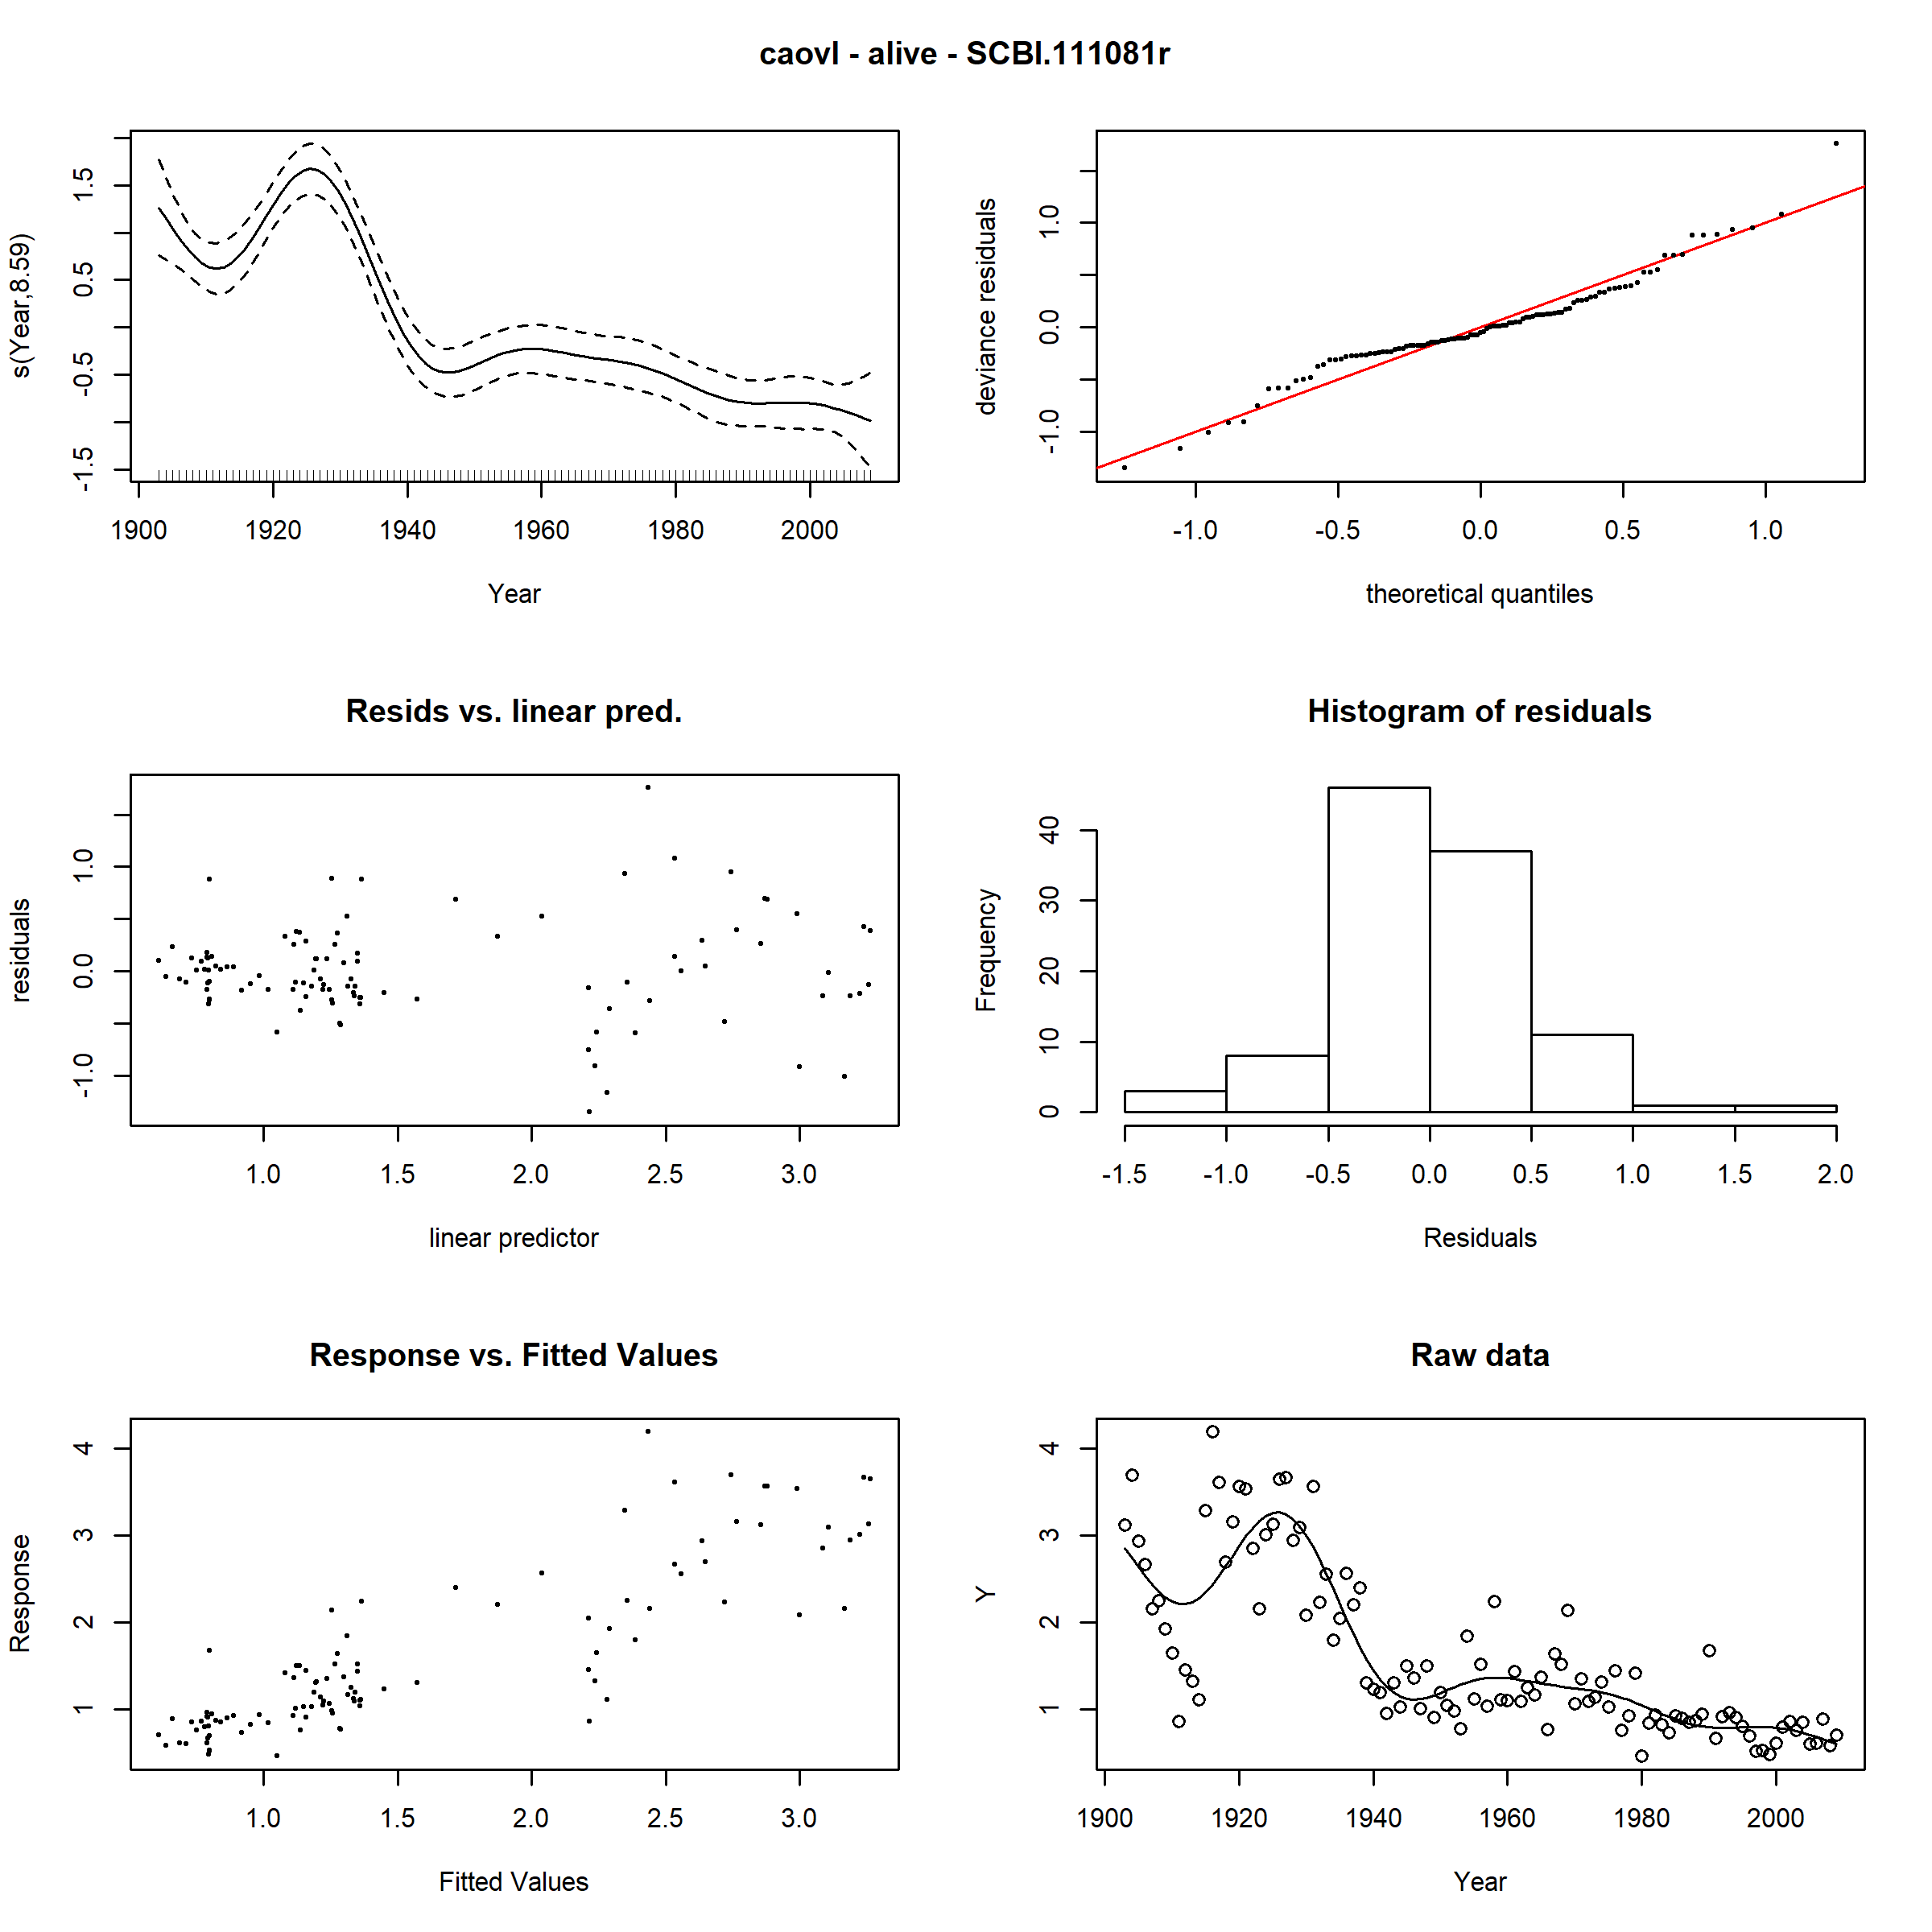 caovl - alive - SCBI.111081r
s(Year,8.59)
1.5
0.5
-0.5
-1.5
1900 1920 1940 1960 1980 2000
Year
deviance residuals
1.0
0.0
-1.0
-1.0 -0.5 0.0 0.5 1.0
theoretical quantiles
Resids vs. linear pred.
residuals
1.0
0.0
-1.0
1.0 1.5 2.0 2.5 3.0
linear predictor
Histogram of residuals
Frequency
40
30
20
10
0
-1.5 -1.0 -0.5 0.0 0.5 1.0 1.5 2.0
Residuals
Response vs. Fitted Values
Response
4
3
2
1
1.0 1.5 2.0 2.5 3.0
Fitted Values
Raw data
Y
4
3
2
1
1900 1920 1940 1960 1980 2000
Year